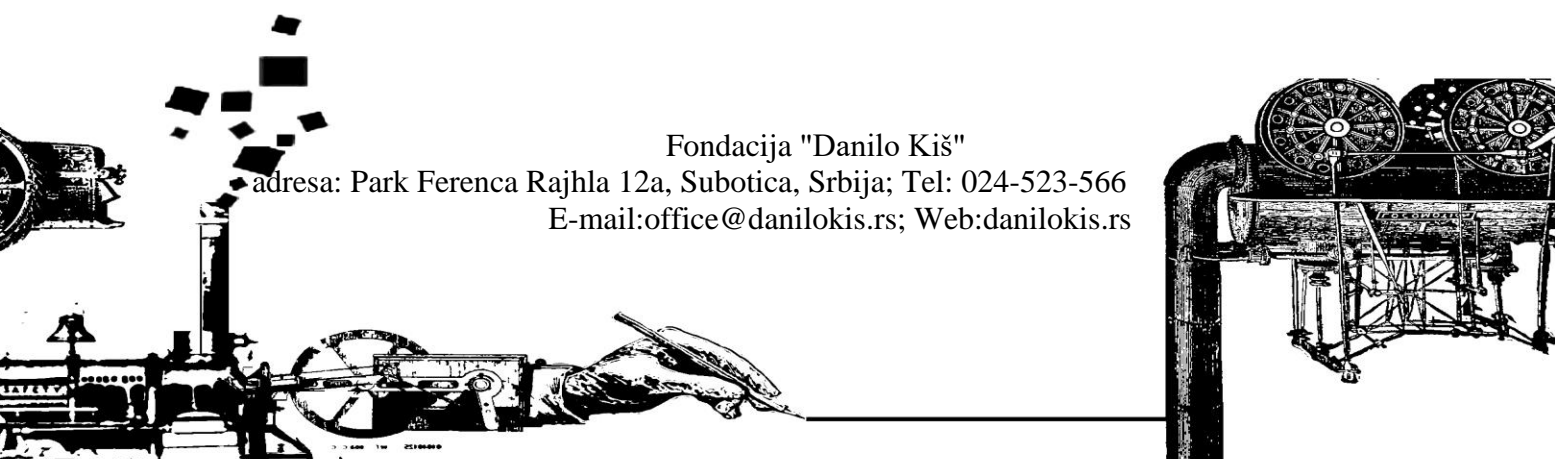 Fondacija "Danilo Kiš"
adresa: Park Ferenca Rajhla 12a, Subotica, Srbija; Tel: 024-523-566
E-mail:office@danilokis.rs; Web:danilokis.rs
SAFETY